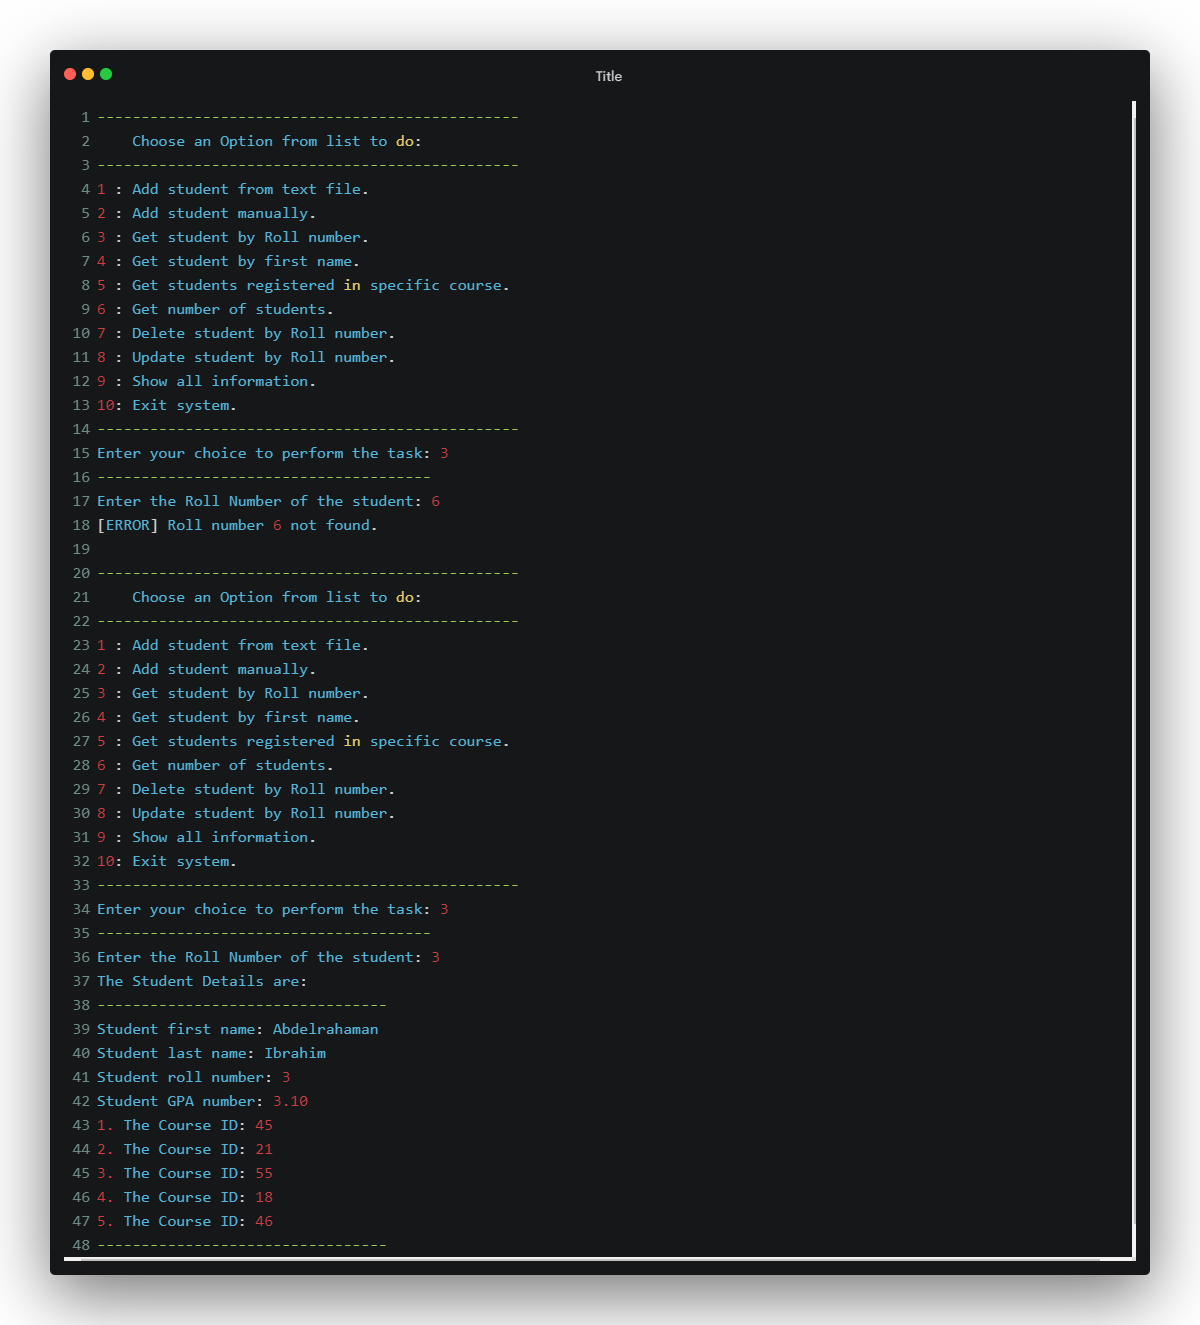 Title
1 ------------------------------------------------
2     Choose an Option from list to do:
3 ------------------------------------------------
4 1 : Add student from text file.
5 2 : Add student manually.
6 3 : Get student by Roll number.
7 4 : Get student by first name.
8 5 : Get students registered in specific course.
9 6 : Get number of students.
10 7 : Delete student by Roll number.
11 8 : Update student by Roll number.
12 9 : Show all information.
13 10: Exit system.
14 ------------------------------------------------
15 Enter your choice to perform the task: 3
16 --------------------------------------
17 Enter the Roll Number of the student: 6
18 [ERROR] Roll number 6 not found.
19
20 ------------------------------------------------
21     Choose an Option from list to do:
22 ------------------------------------------------
23 1 : Add student from text file.
24 2 : Add student manually.
25 3 : Get student by Roll number.
26 4 : Get student by first name.
27 5 : Get students registered in specific course.
28 6 : Get number of students.
29 7 : Delete student by Roll number.
30 8 : Update student by Roll number.
31 9 : Show all information.
32 10: Exit system.
33 ------------------------------------------------
34 Enter your choice to perform the task: 3
35 --------------------------------------
36 Enter the Roll Number of the student: 3
37 The Student Details are:
38 ---------------------------------
39 Student first name: Abdelrahaman
40 Student last name: Ibrahim
41 Student roll number: 3
42 Student GPA number: 3.10
43 1. The Course ID: 45
44 2. The Course ID: 21
45 3. The Course ID: 55
46 4. The Course ID: 18
47 5. The Course ID: 46
48 ---------------------------------